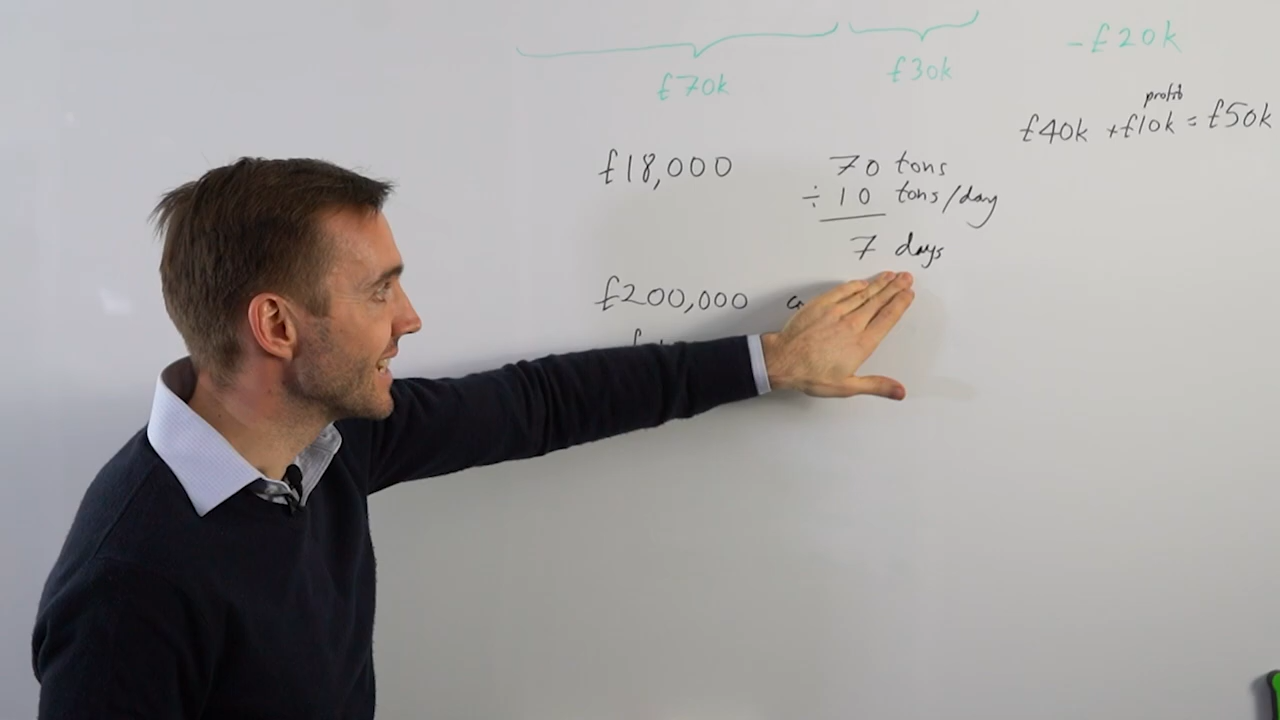 £70k
£30k
-£20k
profit
£40k + £10k = £50k
£18,000
70 tons
÷ 10 tons/day
7 days
£200,000